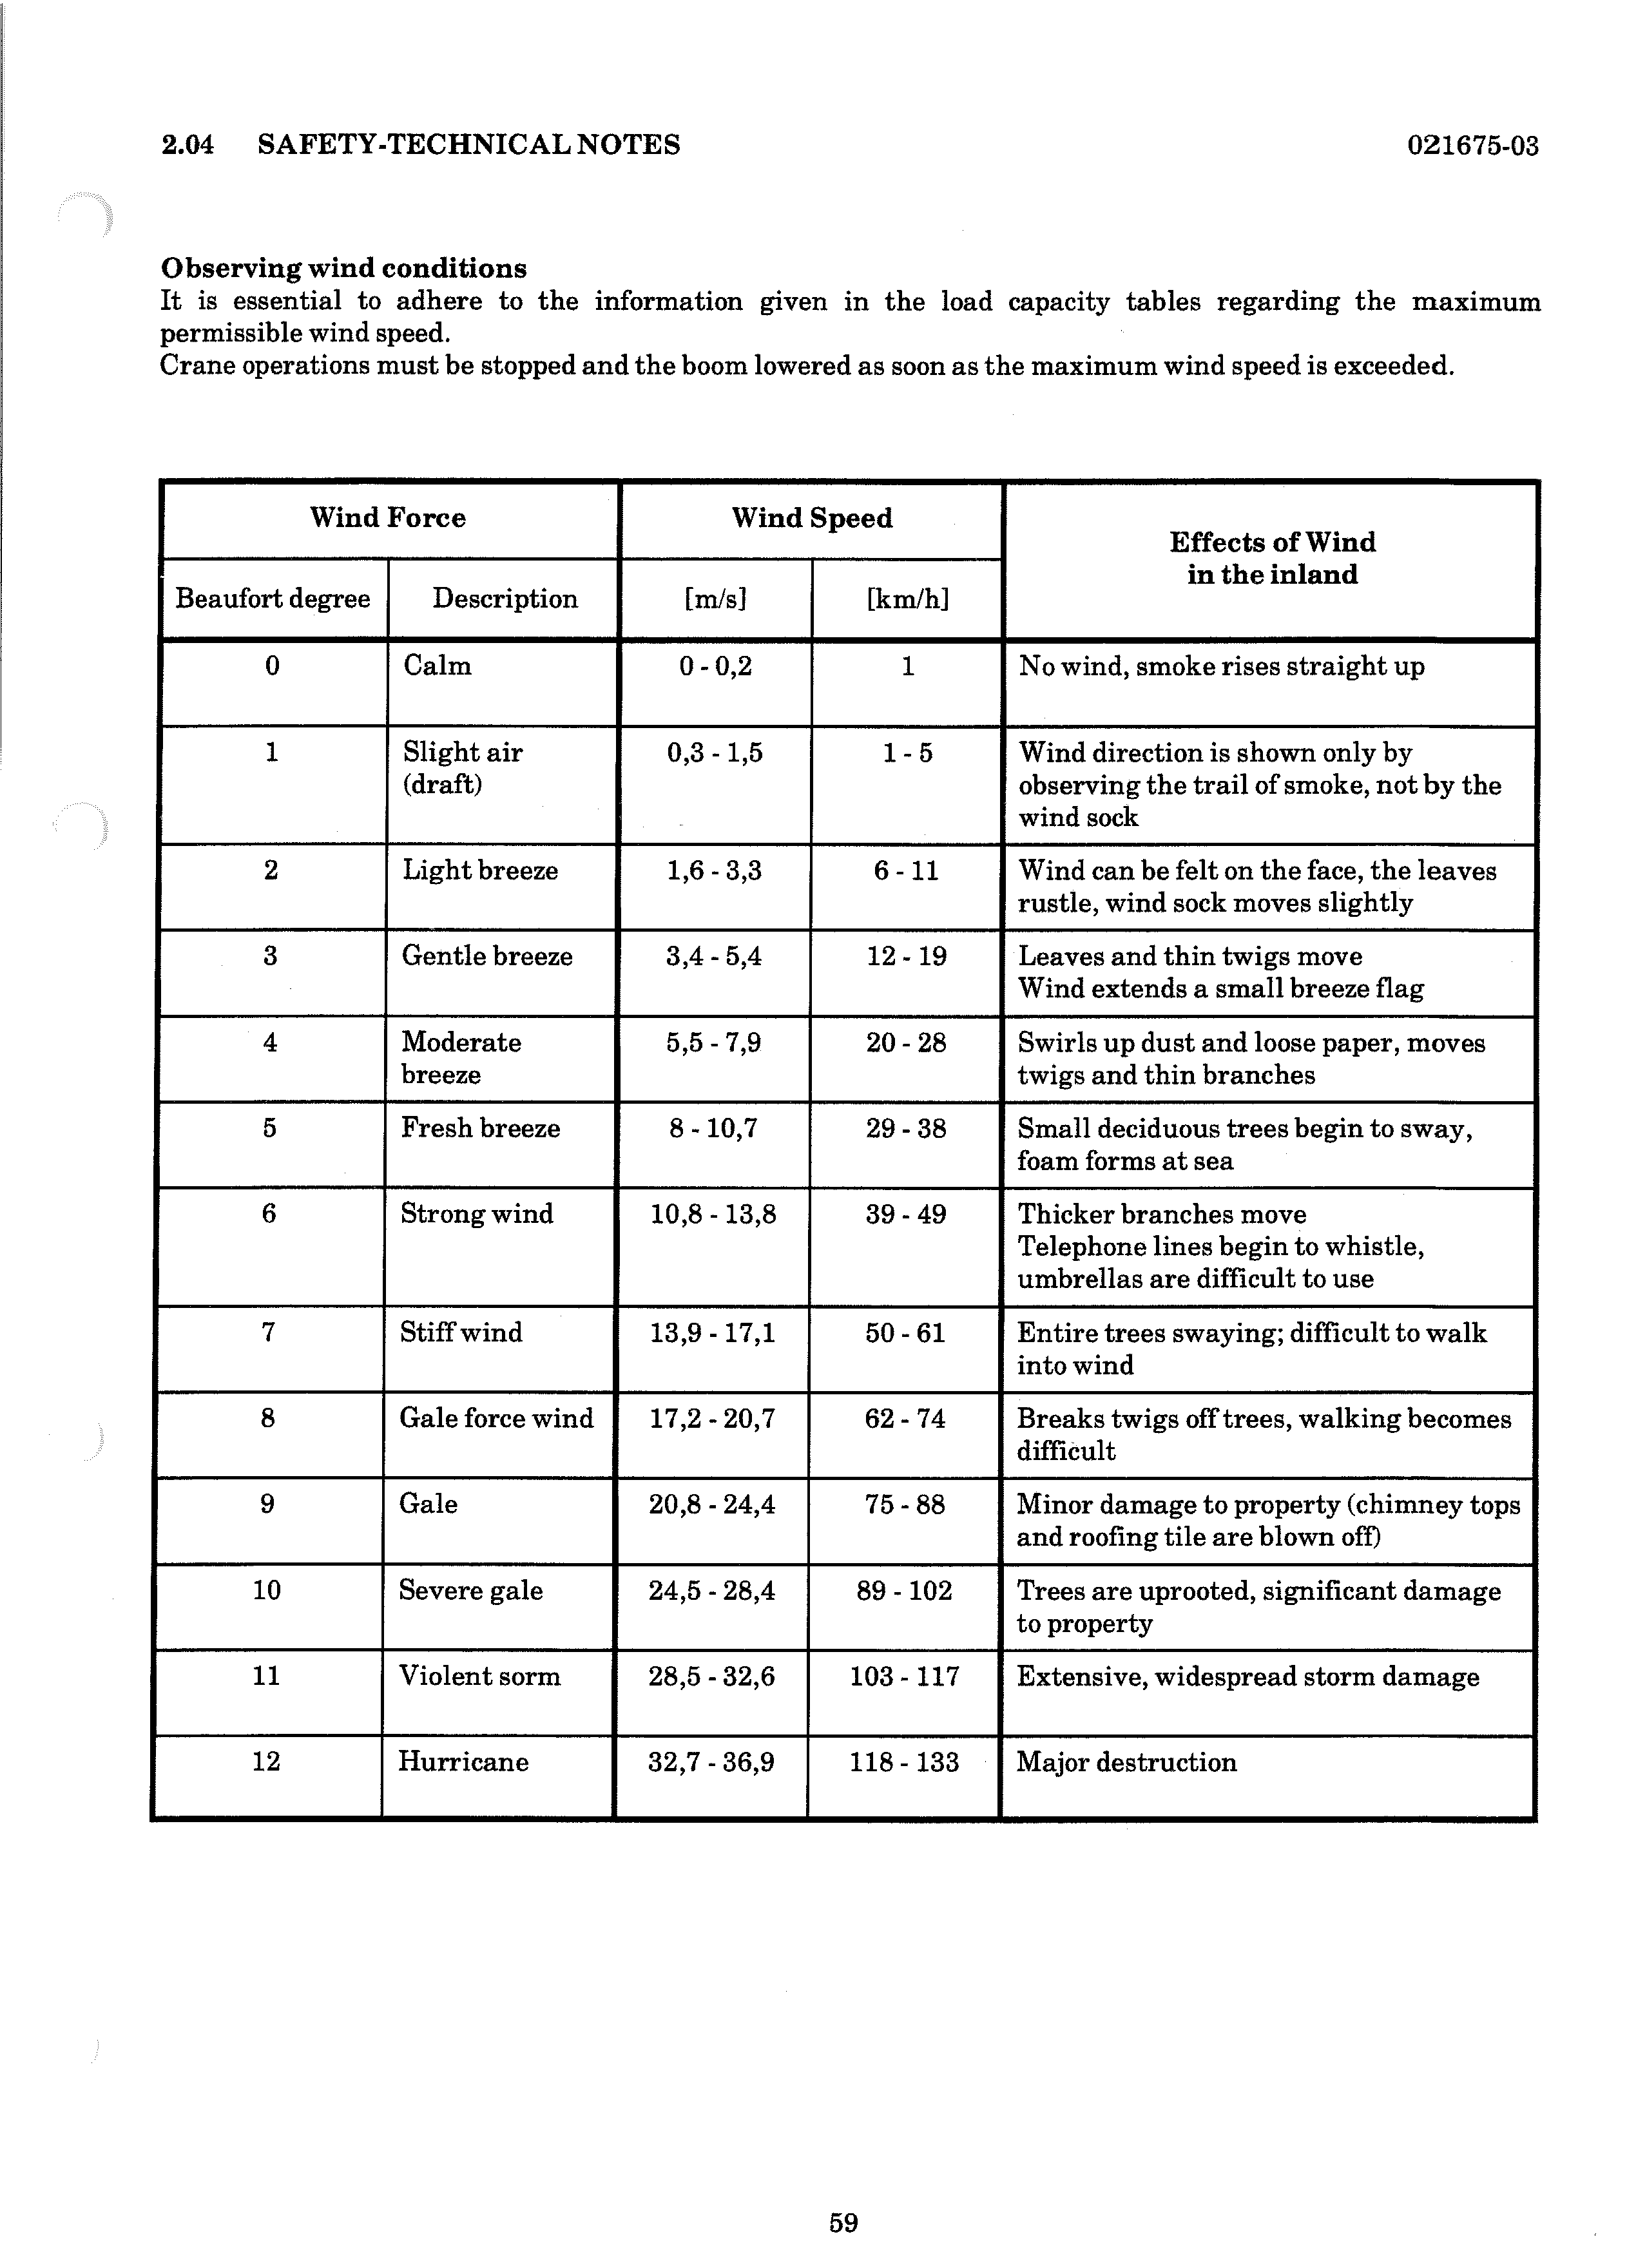 2.04 SAFETY-TECHNICAL NOTES 021675-03
Observing wind conditions
It is essential to adhere to the information given in the load capacity tables regarding the maximum
permissible wind speed.
Crane operations must be stopped and the boom lowered as soon as the maximum wind speed is exceeded.
Wind Force Wind Speed
Effects of Wind
in the inland
Beaufort degree Description [m/s] [km/h]
0 Calm 0 - 0,2 1 No wind, smoke rises straight up
1 Slight air 0,3 - 1,5 1 - 5 Wind direction is shown only by
(draft) observing the trail of smoke, not by the
wind sock
2 Light breeze 1,6 - 3,3 6 - 11 Wind can be felt on the face, the leaves
rustle, wind sock moves slightly
3 Gentle breeze 3,4 - 5,4 12 - 19 Leaves and thin twigs move
Wind extends a small breeze flag
4 Moderate 5,5 - 7,9 20 - 28 Swirls up dust and loose paper, moves
breeze twigs and thin branches
5 Fresh breeze 8 - 10,7 29 - 38 Small deciduous trees begin to sway,
foam forms at sea
6 Strong wind 10,8 - 13,8 39 - 49 Thicker branches move
Telephone lines begin to whistle,
umbrellas are difficult to use
7 Stiff wind 13,9 - 17,1 50 - 61 Entire trees swaying; difficult to walk
into wind
8 Gale force wind 17,2 - 20,7 62 - 74 Breaks twigs off trees, walking becomes
difficult
9 Gale 20,8 - 24,4 75 - 88 Minor damage to property (chimney tops
and roofing tile are blown off)
10 Severe gale 24,5 - 28,4 89 - 102 Trees are uprooted, significant damage
to property
11 Violent sorm 28,5 - 32,6 103 - 117 Extensive, widespread storm damage
12 Hurricane 32,7 - 36,9 118 - 133 Major destruction
59